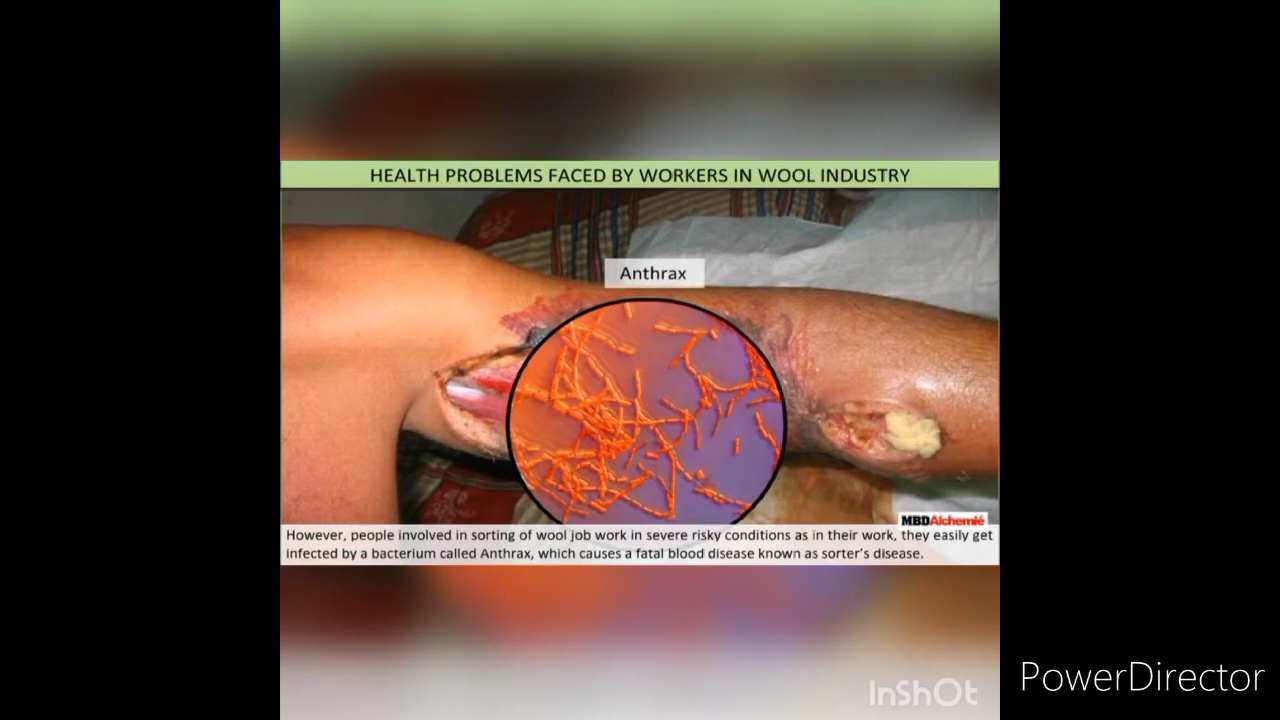 HEALTH PROBLEMS FACED BY WORKERS IN WOOL INDUSTRY
Anthrax
MBDAlchemié
However, people involved in sorting of wool job work in severe risky conditions as in their work, they easily get
infected by a bacterium called Anthrax, which causes a fatal blood disease known as sorter's disease.
InShOt
PowerDirector